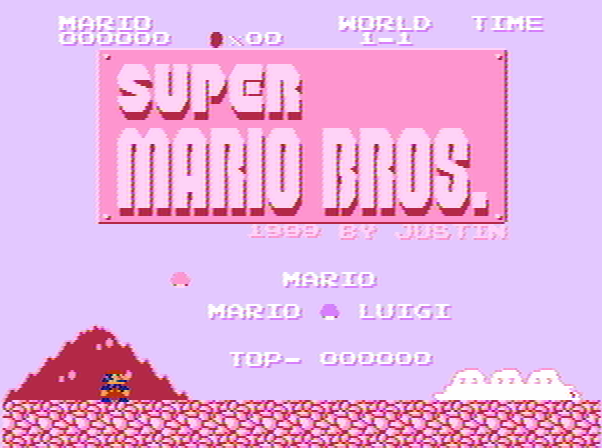 MARIO WORLD TIME
000000 ×00 1-1
SUPER
MARIO BROS.
1999 BY JUSTIN
MARIO
MARIO LUIGI
TOP- 000000